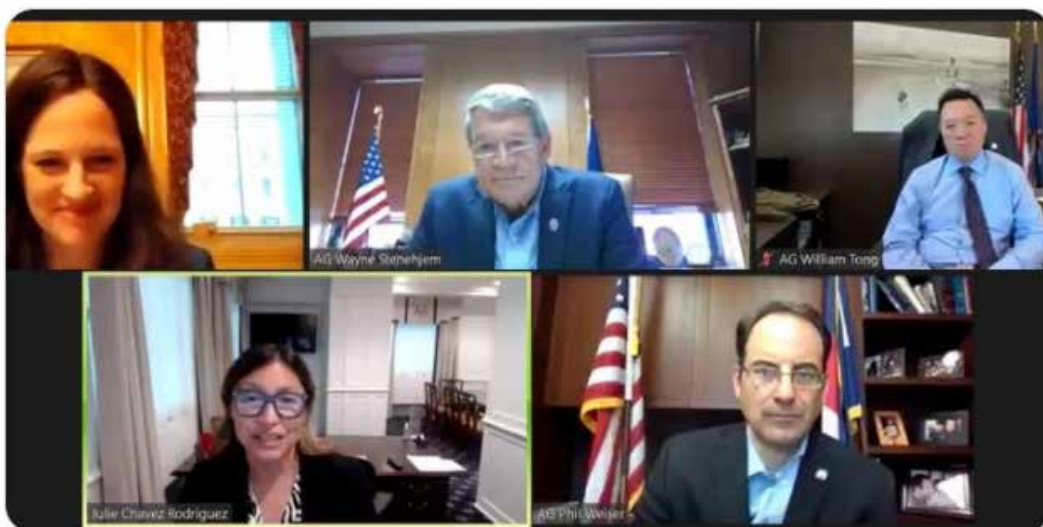 AG Wayne Stenehjem
AG William Tong
Julie Chavez Rodriguez
AG Phil Weiser